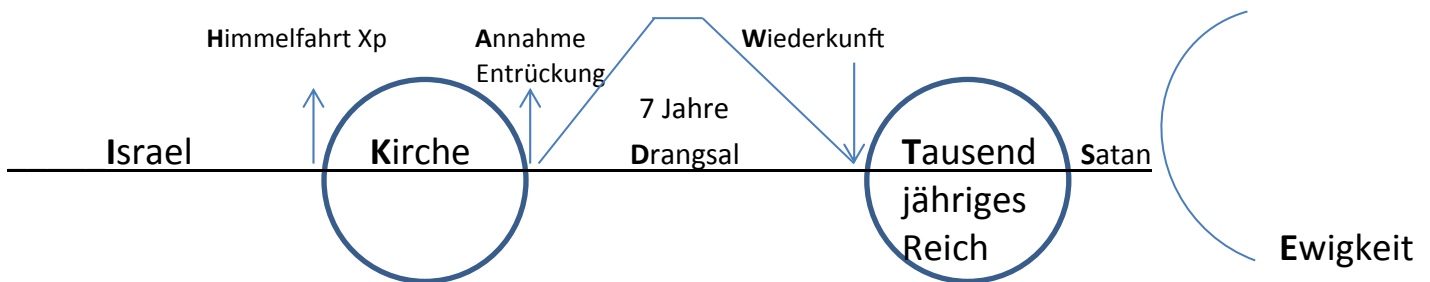 Himmelfahrt Xp
Annahme
Entrückung
Wiederkunft
7 Jahre
Israel
Kirche
Drangsal
Tausend
jähriges
Reich
Satan
Ewigkeit